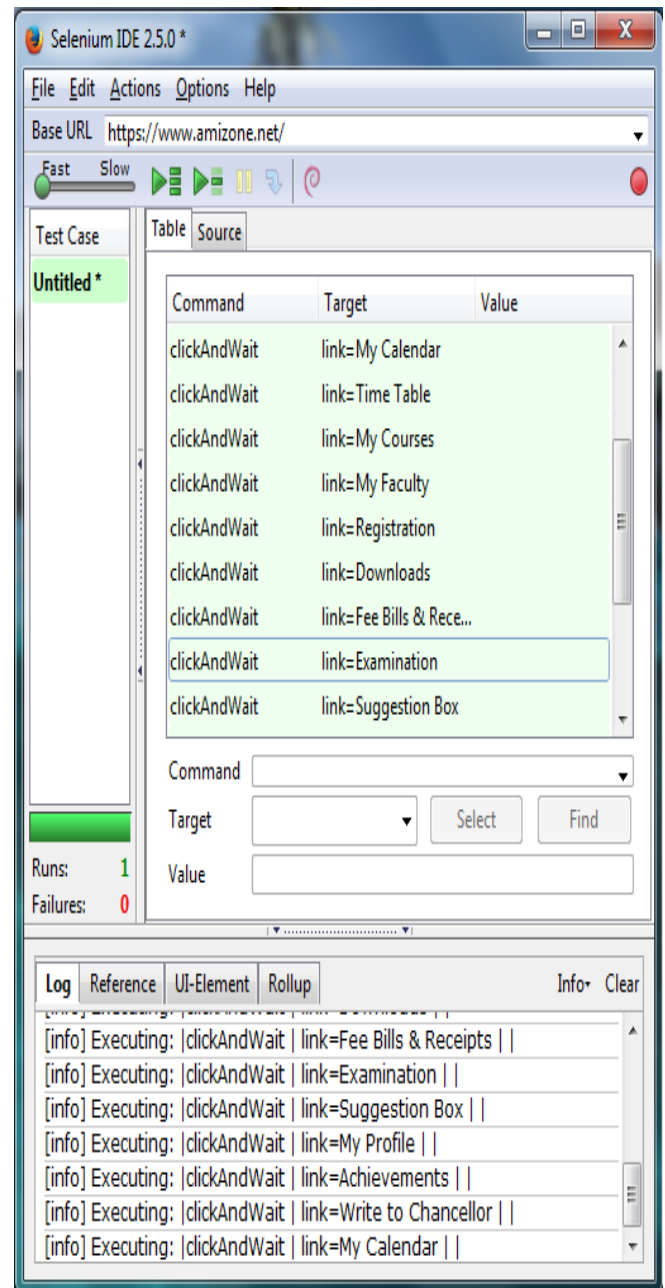 Selenium IDE 2.5.0 *
File Edit Actions Options Help
Base URL https://www.amizone.net/
Fast Slow
Test Case
Table Source
Untitled *
Command Target Value
clickAndWait link=My Calendar
clickAndWait link=Time Table
clickAndWait link=My Courses
clickAndWait link=My Faculty
clickAndWait link=Registration
clickAndWait link=Downloads
clickAndWait link=Fee Bills & Rece...
clickAndWait link=Examination
clickAndWait link=Suggestion Box
Command
Target Select Find
Value
Runs: 1
Failures: 0
Log Reference UI-Element Rollup Info Clear
[info] Executing: |clickAndWait | link=Downloads | |
[info] Executing: |clickAndWait | link=Fee Bills & Receipts | |
[info] Executing: |clickAndWait | link=Examination | |
[info] Executing: |clickAndWait | link=Suggestion Box | |
[info] Executing: |clickAndWait | link=My Profile | |
[info] Executing: |clickAndWait | link=Achievements | |
[info] Executing: |clickAndWait | link=Write to Chancellor | |
[info] Executing: |clickAndWait | link=My Calendar | |